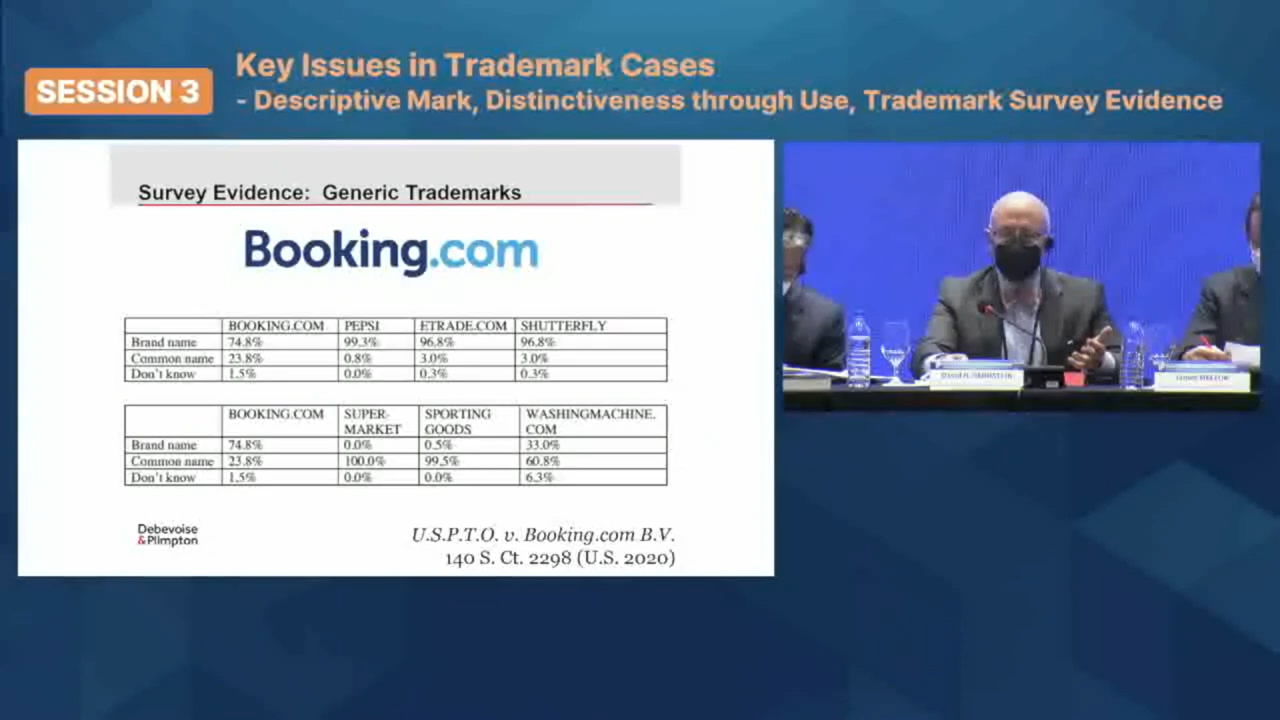 SESSION 3
Key Issues in Trademark Cases
- Descriptive Mark, Distinctiveness through Use, Trademark Survey Evidence
Survey Evidence: Generic Trademarks
Booking.com
BOOKING.COM PEPSI ETRADE.COM SHUTTERFLY
Brand name 74.8% 99.3% 96.8% 96.8%
Common name 23.8% 0.8% 3.0% 3.0%
Don't know 1.5% 0.0% 0.3% 0.3%
BOOKING.COM SUPER- SPORTING WASHINGMACHINE.
MARKET GOODS COM
Brand name 74.8% 0.0% 0.5% 33.0%
Common name 23.8% 100.0% 99.5% 60.8%
Don't know 1.5% 0.0% 0.0% 6.3%
Debevoise
&Plimpton
U.S.P.T.O. v. Booking.com B.V.
140 S. Ct. 2298 (U.S. 2020)